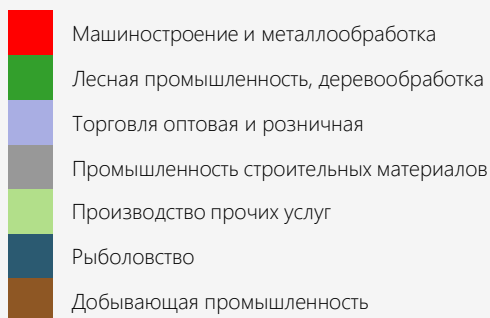 Машиностроение и металлообработка
Лесная промышленность, деревообработка
Торговля оптовая и розничная
Промышленность строительных материалов
Производство прочих услуг
Рыболовство
Добывающая промышленность